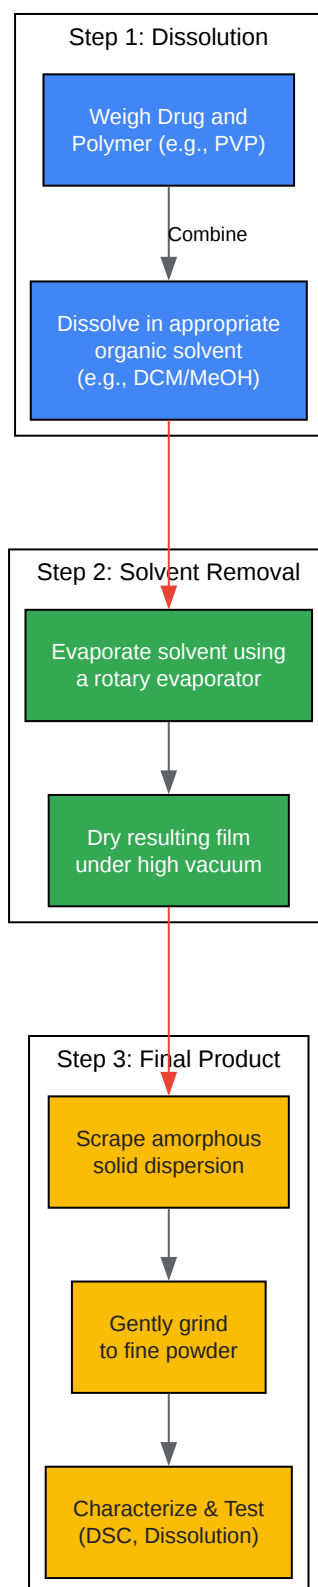 Step 1: Dissolution
Weigh Drug and
Polymer (e.g., PVP)
Combine
Dissolve in appropriate
organic solvent
(e.g., DCM/MeOH)
Step 2: Solvent Removal
Evaporate solvent using
a rotary evaporator
Dry resulting film
under high vacuum
Step 3: Final Product
Scrape amorphous
solid dispersion
Gently grind
to fine powder
Characterize & Test
(DSC, Dissolution)